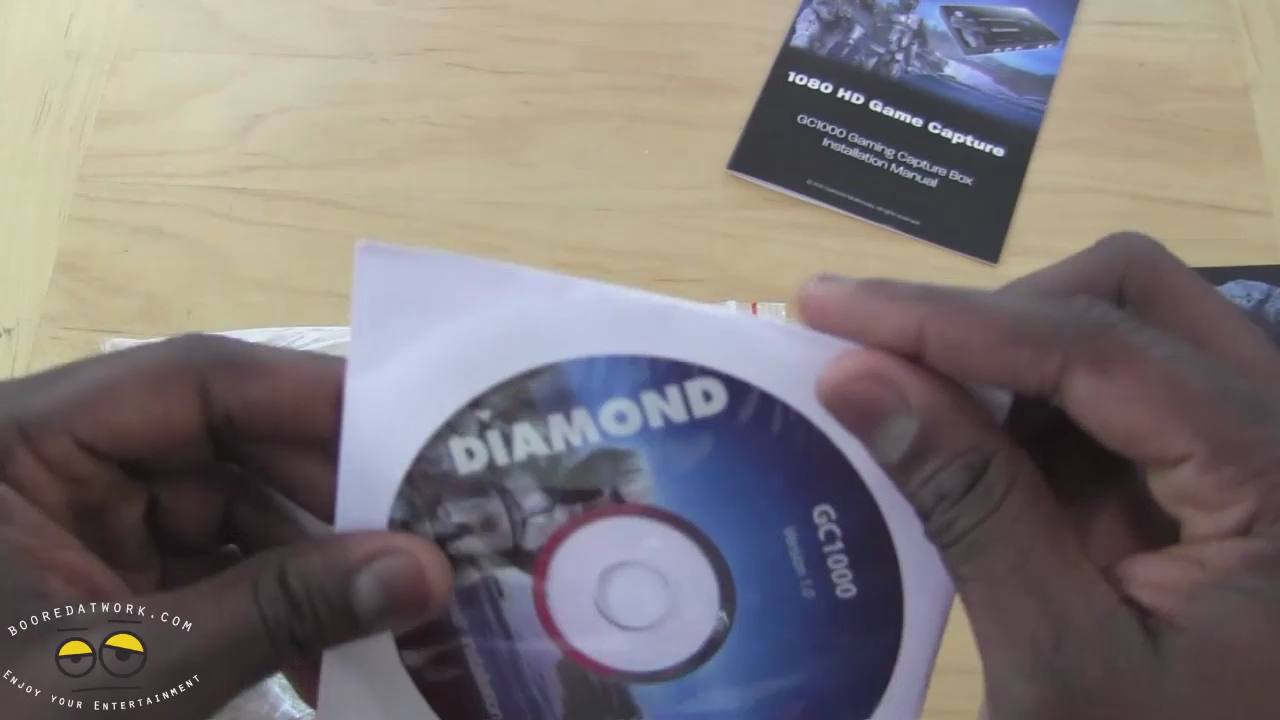 1080 HD Game Capture
GC1000 Gaming Capture Box
Installation Manual
DIAMOND
GC1000
Version 1.0
BOOREDATWORK.COM
ENJOY YOUR ENTERTAINMENT